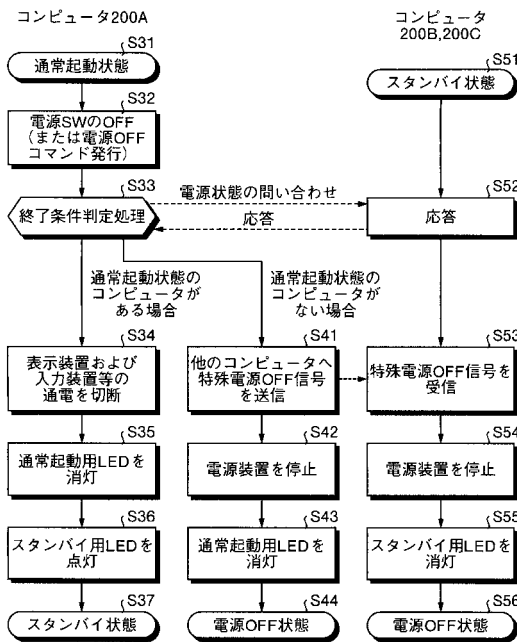 コンピュータ200A
S31
通常起動状態
S32
電源SWのOFF
(または電源OFF
コマンド発行)
S33
終了条件判定処理
電源状態の問い合わせ
応答
コンピュータ
200B,200C
S51
スタンバイ状態
S52
応答
通常起動状態の
コンピュータが
ある場合
通常起動状態の
コンピュータが
ない場合
S34
表示装置および
入力装置等の
通電を切断
S35
通常起動用LEDを
消灯
S36
スタンバイ用LEDを
点灯
S37
スタンバイ状態
S41
他のコンピュータへ
特殊電源OFF信号
を送信
S42
電源装置を停止
S43
通常起動用LEDを
消灯
S44
電源OFF状態
S53
特殊電源OFF信号を
受信
S54
電源装置を停止
S55
スタンバイ用LEDを
消灯
S56
電源OFF状態